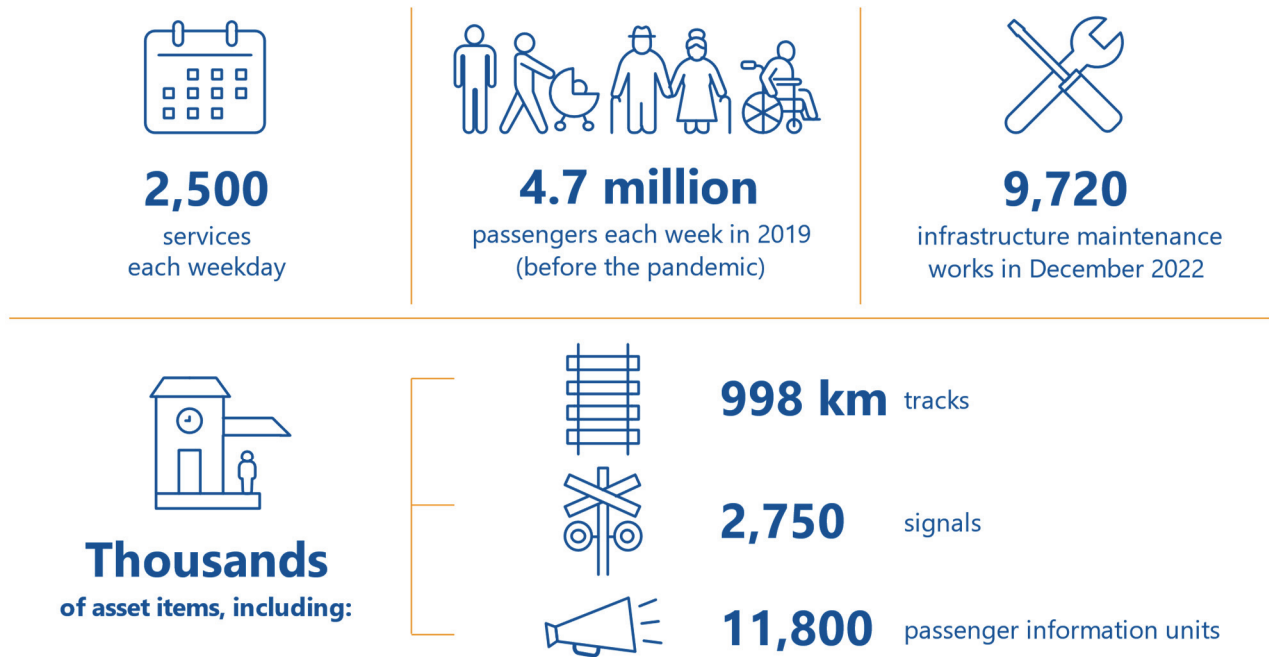 2,500
services
each weekday
4.7 million
passengers each week in 2019
(before the pandemic)
9,720
infrastructure maintenance
works in December 2022
Thousands
of asset items, including:
998 km tracks
2,750 signals
11,800 passenger information units